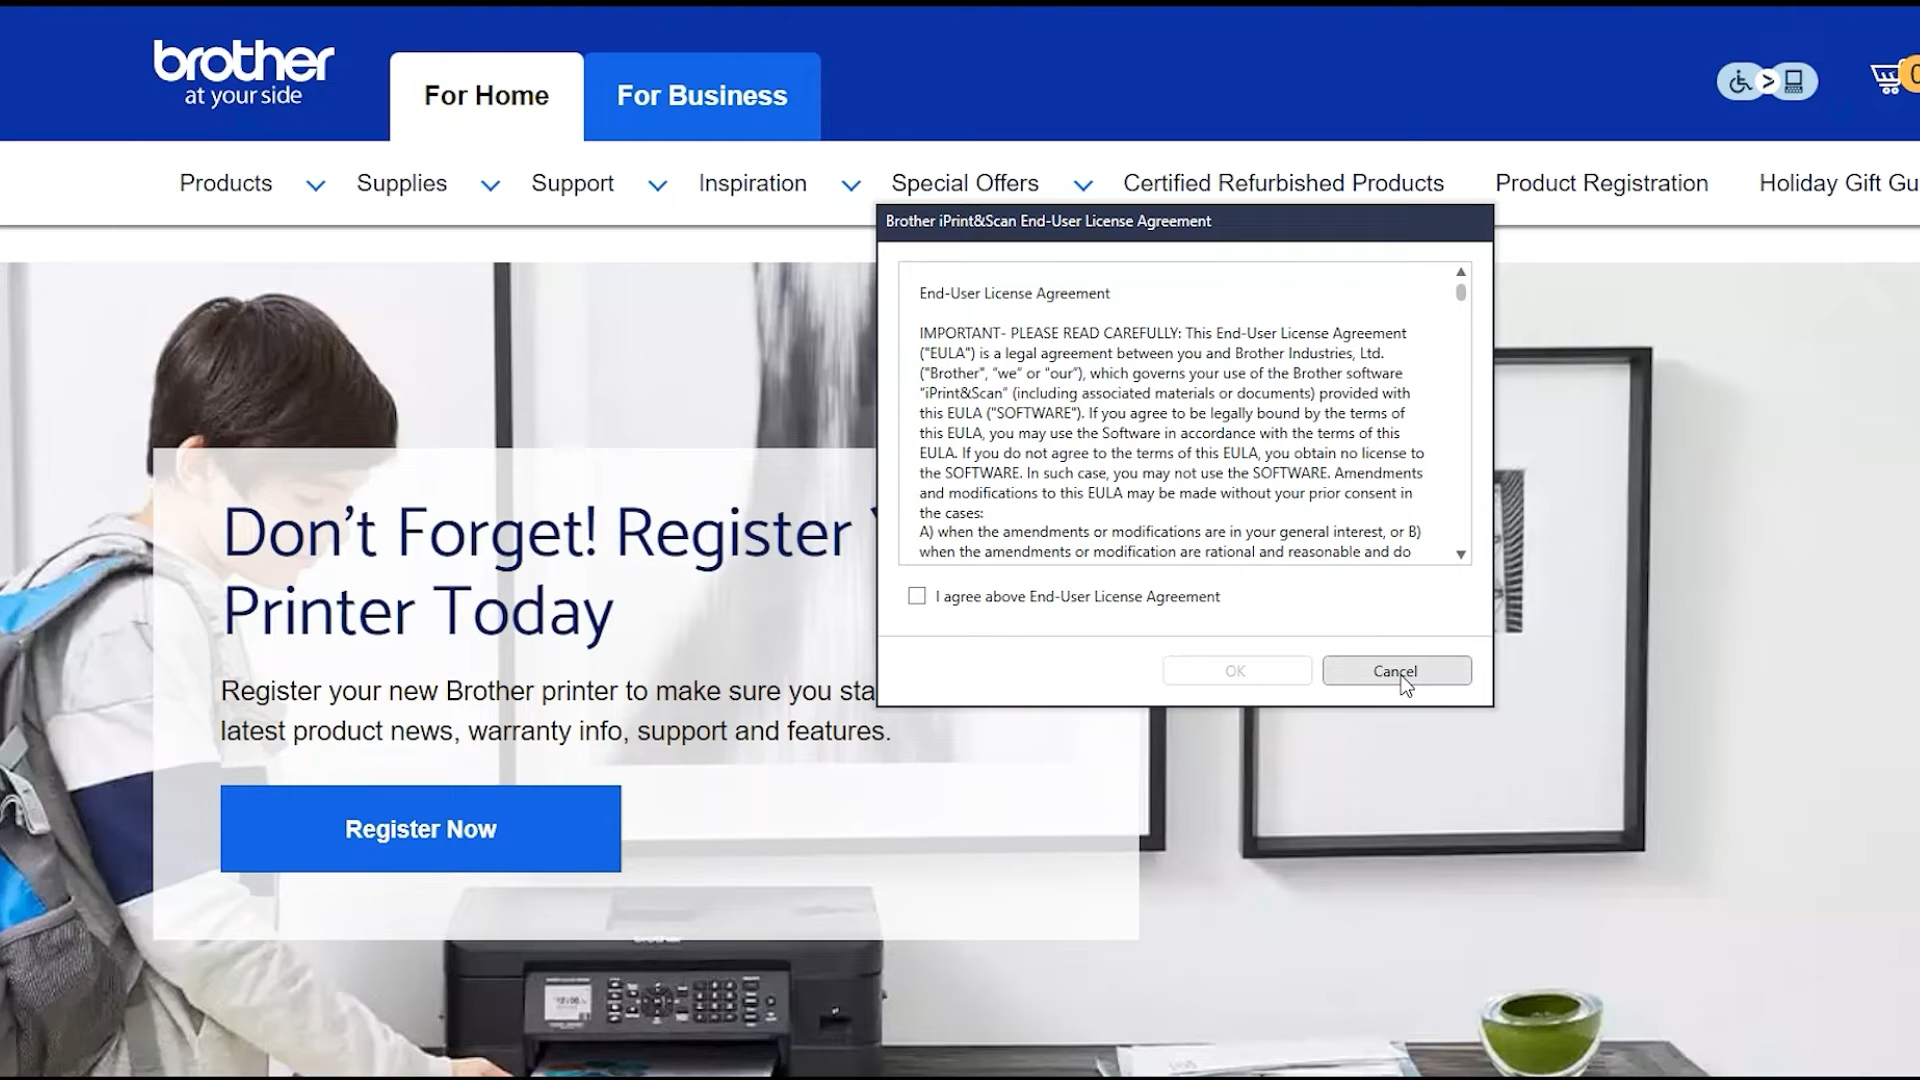 brother
at your side
For Home
For Business
Products
Supplies
Support
Inspiration
Special Offers
Certified Refurbished Products
Product Registration
Holiday Gift Gu
Brother iPrint&Scan End-User License Agreement
End-User License Agreement
IMPORTANT- PLEASE READ CAREFULLY: This End-User License Agreement
("EULA") is a legal agreement between you and Brother Industries, Ltd.
("Brother", "we" or "our"), which governs your use of the Brother software
"iPrint&Scan" (including associated materials or documents) provided with
this EULA ("SOFTWARE"). If you agree to be legally bound by the terms of
this EULA, you may use the Software in accordance with the terms of this
EULA. If you do not agree to the terms of this EULA, you obtain no license to
the SOFTWARE. In such case, you may not use the SOFTWARE. Amendments
and modifications to this EULA may be made without your prior consent in
the cases:
A) when the amendments or modifications are in your general interest, or B)
when the amendments or modification are rational and reasonable and do
I agree above End-User License Agreement
OK
Cancel
Don't Forget! Register
Printer Today
Register your new Brother printer to make sure you sta
latest product news, warranty info, support and features.
Register Now
brother